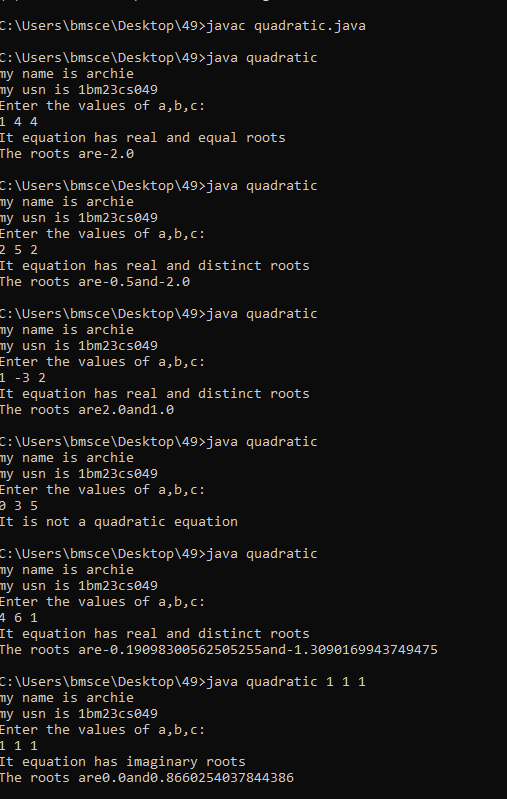 C:\Users\bmsce\Desktop\49>javac quadratic.java
C:\Users\bmsce\Desktop\49>java quadratic
my name is archie
my usn is 1bm23cs049
Enter the values of a,b,c:
1 4 4
It equation has real and equal roots
The roots are-2.0
C:\Users\bmsce\Desktop\49>java quadratic
my name is archie
my usn is 1bm23cs049
Enter the values of a,b,c:
2 5 2
It equation has real and distinct roots
The roots are-0.5and-2.0
C:\Users\bmsce\Desktop\49>java quadratic
my name is archie
my usn is 1bm23cs049
Enter the values of a,b,c:
1 -3 2
It equation has real and distinct roots
The roots are2.0and1.0
C:\Users\bmsce\Desktop\49>java quadratic
my name is archie
my usn is 1bm23cs049
Enter the values of a,b,c:
0 3 5
It is not a quadratic equation
C:\Users\bmsce\Desktop\49>java quadratic
my name is archie
my usn is 1bm23cs049
Enter the values of a,b,c:
4 6 1
It equation has real and distinct roots
The roots are-0.19098300562505255and-1.3090169943749475
C:\Users\bmsce\Desktop\49>java quadratic 1 1 1
my name is archie
my usn is 1bm23cs049
Enter the values of a,b,c:
1 1 1
It equation has imaginary roots
The roots are0.0and0.8660254037844386